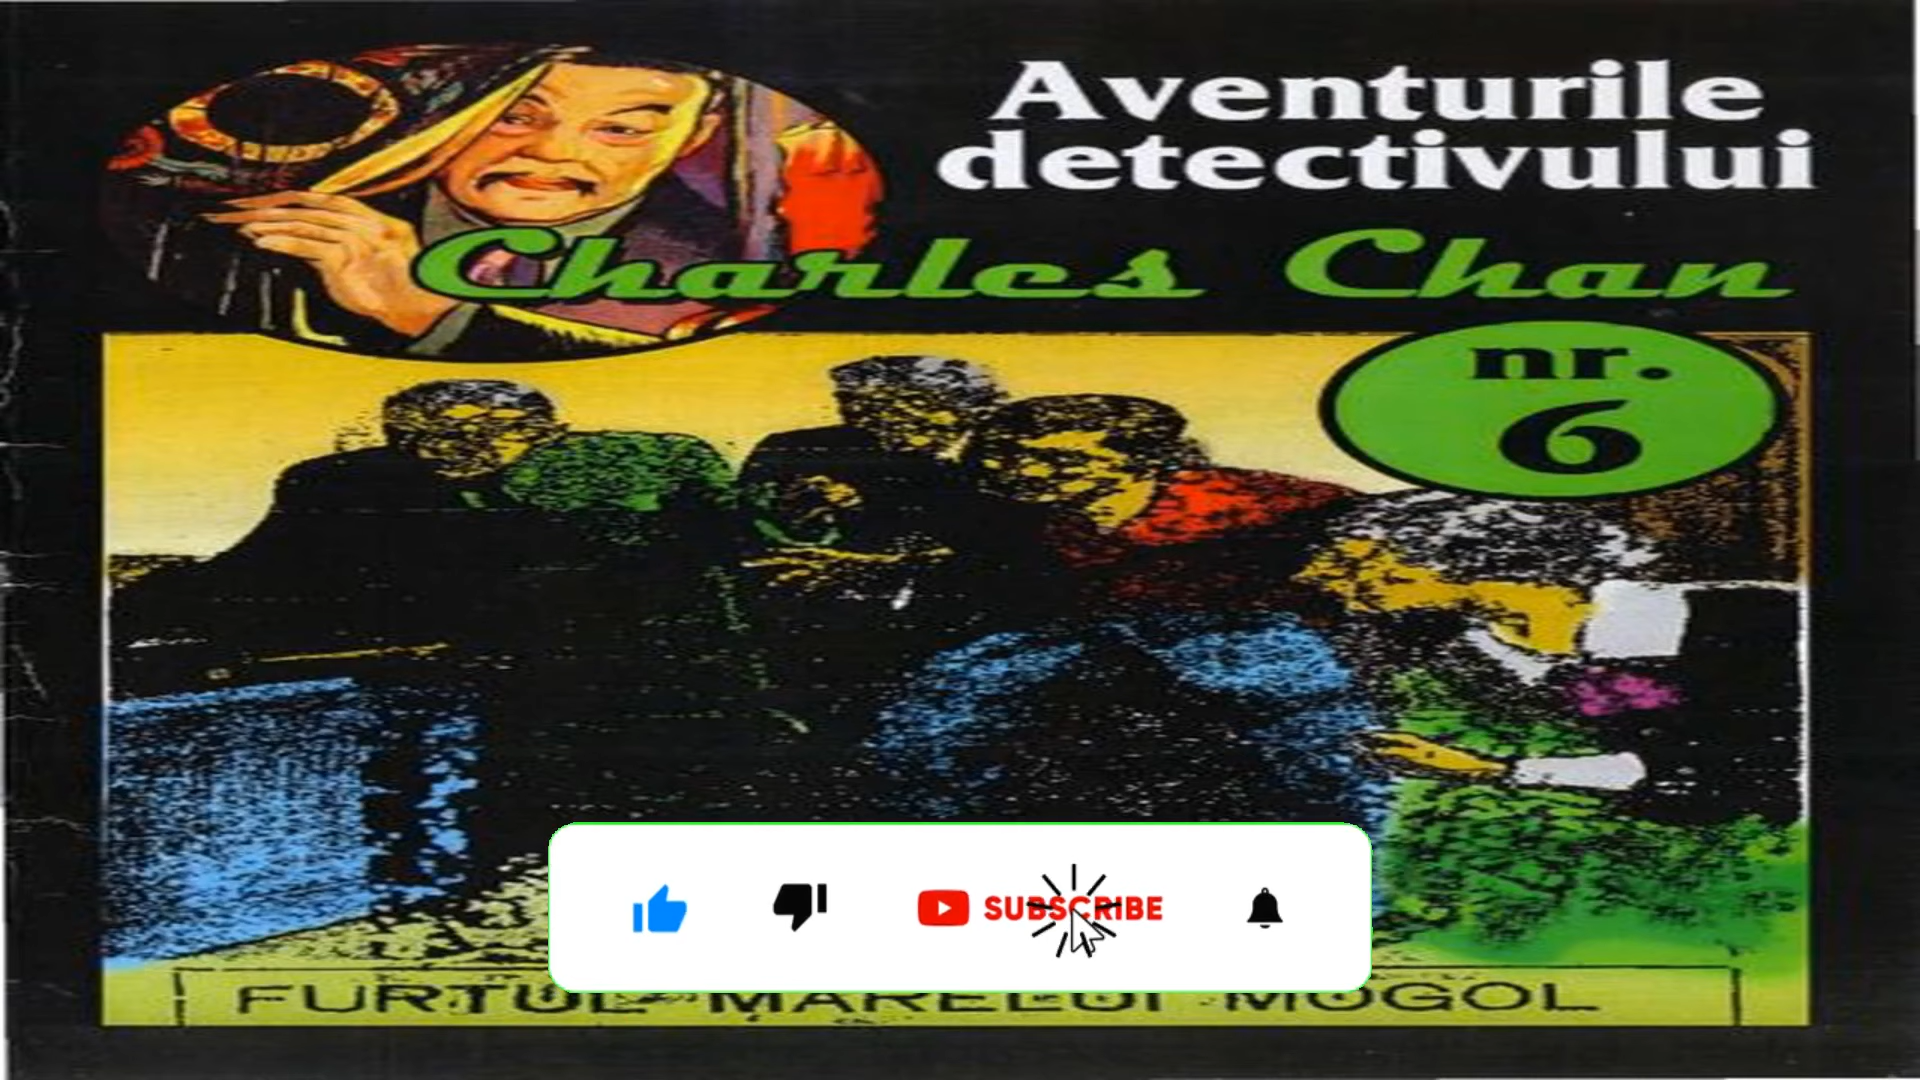 Aventurile
detectivului
Charles Chan
nr.
6
SUBSCRIBE
FURTUL MARELUI MOGOL